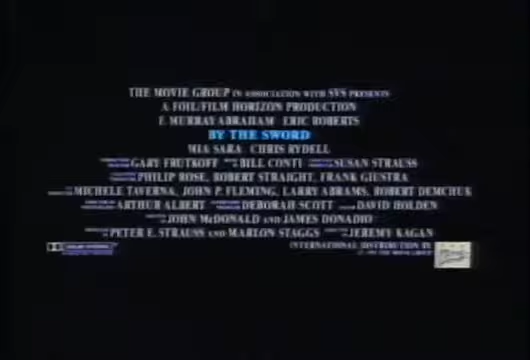 THE MOVIE GROUP IN ASSOCIATION WITH SVS PRESENTS
A FOIL/FILM HORIZON PRODUCTION
F. MURRAY ABRAHAM ERIC ROBERTS
BY THE SWORD
MIA SARA CHRIS RYDELL
GARY FRUTKOFF BILL CONTI SUSAN STRAUSS
PHILIP ROSE, ROBERT STRAIGHT, FRANK GIUSTRA
MICHELE TAVERNA, JOHN P. FLEMING, LARRY ABRAMS, ROBERT DEMCHUK
ARTHUR ALBERT DEBORAH SCOTT DAVID HOLDEN
JOHN McDONALD AND JAMES DONADIO
PETER E. STRAUSS AND MARLON STAGGS JEREMY KAGAN
INTERNATIONAL DISTRIBUTION BY
THE MOVIE GROUP